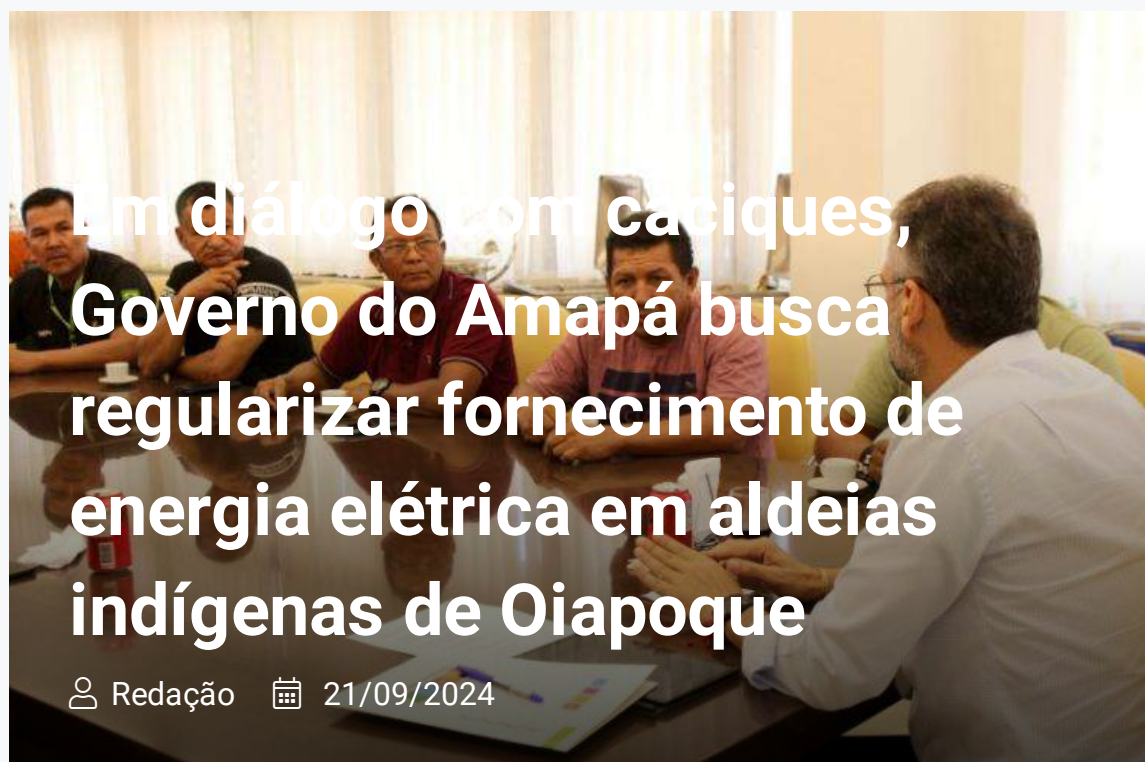 Em diálogo com caciques,
Governo do Amapá busca
regularizar fornecimento de
energia elétrica em aldeias
indígenas de Oiapoque
Redação 21/09/2024